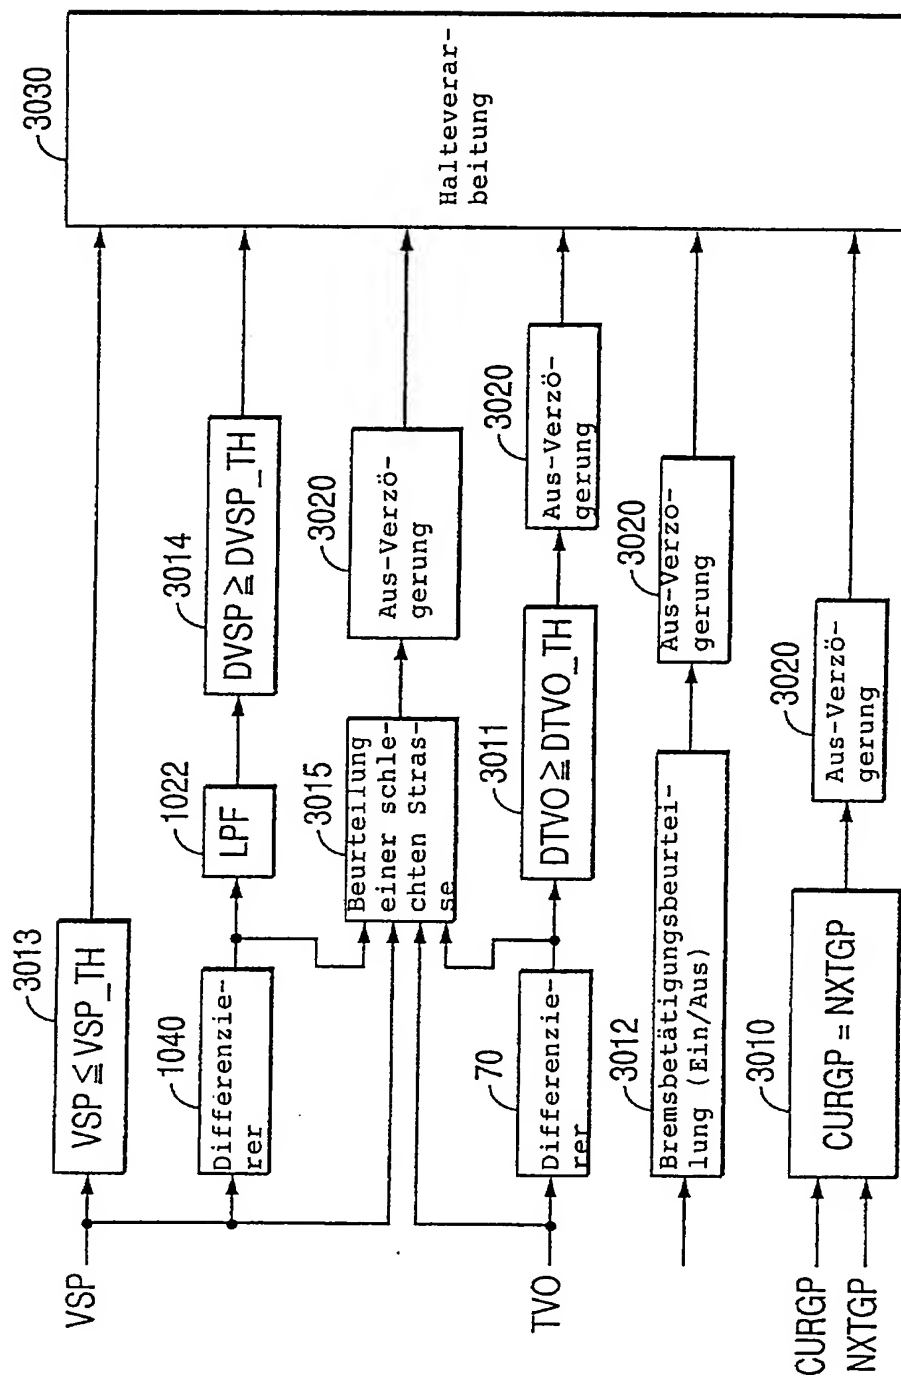 VSP
3013
VSP ≦ VSP_TH
1040
Differenzie-
rer
1022
LPF
3014
DVSP ≧ DVSP_TH
3015
Beurteilung
einer schle-
chten Stras-
se
3020
Aus-Verzö-
gerung
TVO
70
Differenzie-
rer
3011
DTVO ≧ DTVO_TH
3020
Aus-Verzö-
gerung
3012
Bremsbetätigungsbeurtei-
lung (Ein/Aus)
3020
Aus-Verzö-
gerung
CURGP
NXTGP
3010
CURGP = NXTGP
3020
Aus-Verzö-
gerung
3030
Halteverar-
beitung